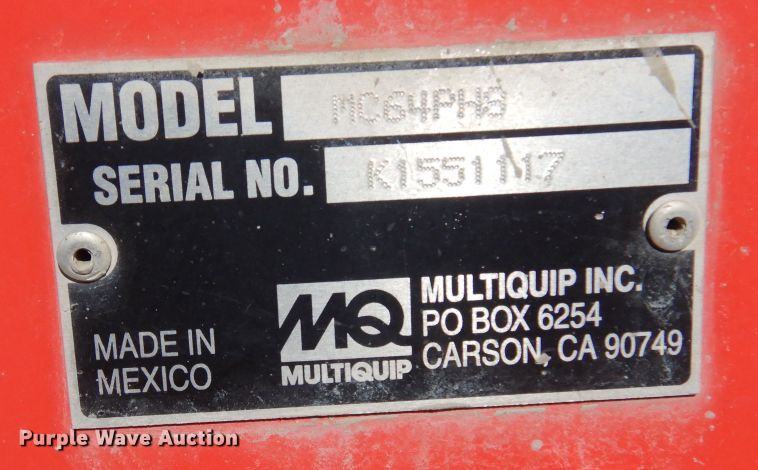 MODEL MC64PH8
SERIAL NO. K1551117
MQ
MULTIQUIP
MULTIQUIP INC.
PO BOX 6254
CARSON, CA 90749
MADE IN
MEXICO
Purple Wave Auction